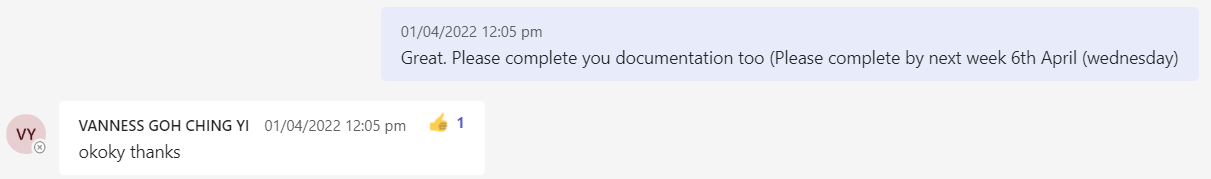 01/04/2022 12:05 pm
Great. Please complete you documentation too (Please complete by next week 6th April (wednesday)
VY
VANNESS GOH CHING YI 01/04/2022 12:05 pm 👍 1
okoky thanks